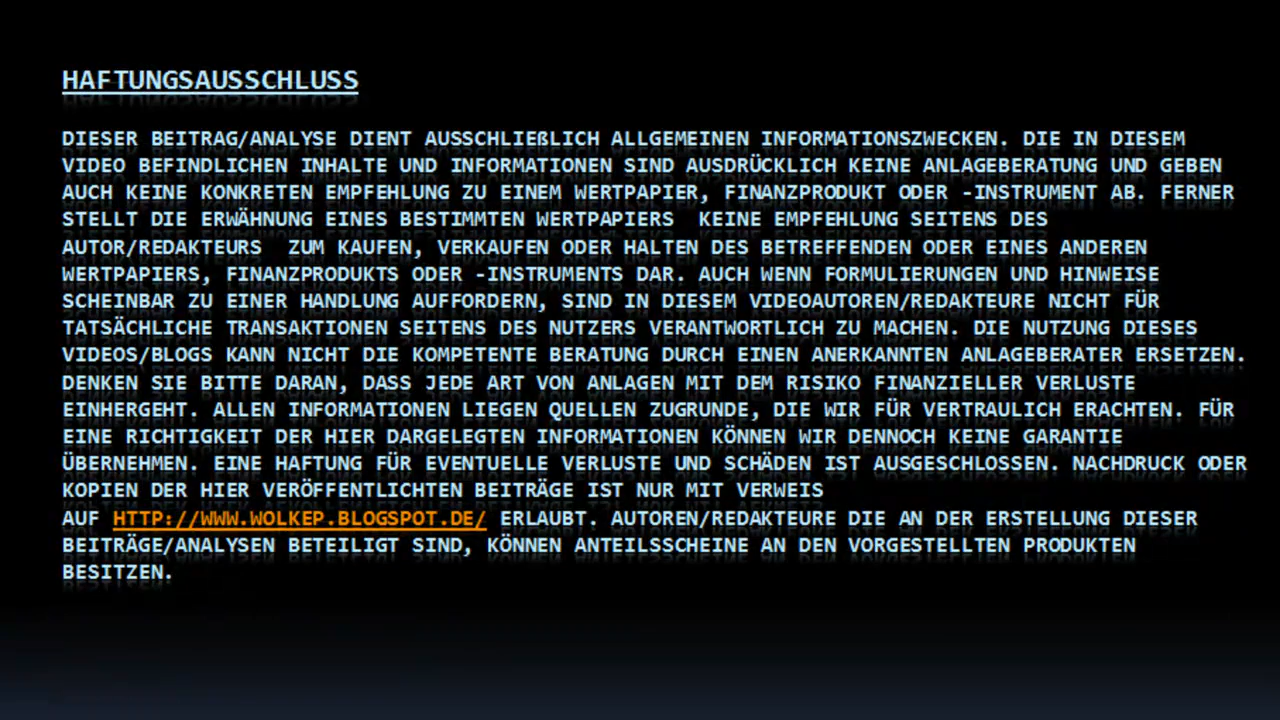 HAFTUNGSAUSSCHLUSS
DIESER BEITRAG/ANALYSE DIENT AUSSCHLIEßLICH ALLGEMEINEN INFORMATIONSZWECKEN. DIE IN DIESEM
VIDEO BEFINDLICHEN INHALTE UND INFORMATIONEN SIND AUSDRÜCKLICH KEINE ANLAGEBERATUNG UND GEBEN
AUCH KEINE KONKRETEN EMPFEHLUNG ZU EINEM WERTPAPIER, FINANZPRODUKT ODER -INSTRUMENT AB. FERNER
STELLT DIE ERWÄHNUNG EINES BESTIMMTEN WERTPAPIERS  KEINE EMPFEHLUNG SEITENS DES
AUTOR/REDAKTEURS  ZUM KAUFEN, VERKAUFEN ODER HALTEN DES BETREFFENDEN ODER EINES ANDEREN
WERTPAPIERS, FINANZPRODUKTS ODER -INSTRUMENTS DAR. AUCH WENN FORMULIERUNGEN UND HINWEISE
SCHEINBAR ZU EINER HANDLUNG AUFFORDERN, SIND IN DIESEM VIDEOAUTOREN/REDAKTEURE NICHT FÜR
TATSÄCHLICHE TRANSAKTIONEN SEITENS DES NUTZERS VERANTWORTLICH ZU MACHEN. DIE NUTZUNG DIESES
VIDEOS/BLOGS KANN NICHT DIE KOMPETENTE BERATUNG DURCH EINEN ANERKANNTEN ANLAGEBERATER ERSETZEN.
DENKEN SIE BITTE DARAN, DASS JEDE ART VON ANLAGEN MIT DEM RISIKO FINANZIELLER VERLUSTE
EINHERGEHT. ALLEN INFORMATIONEN LIEGEN QUELLEN ZUGRUNDE, DIE WIR FÜR VERTRAULICH ERACHTEN. FÜR
EINE RICHTIGKEIT DER HIER DARGELEGTEN INFORMATIONEN KÖNNEN WIR DENNOCH KEINE GARANTIE
ÜBERNEHMEN. EINE HAFTUNG FÜR EVENTUELLE VERLUSTE UND SCHÄDEN IST AUSGESCHLOSSEN. NACHDRUCK ODER
KOPIEN DER HIER VERÖFFENTLICHTEN BEITRÄGE IST NUR MIT VERWEIS
AUF HTTP://WWW.WOLKEP.BLOGSPOT.DE/ ERLAUBT. AUTOREN/REDAKTEURE DIE AN DER ERSTELLUNG DIESER
BEITRÄGE/ANALYSEN BETEILIGT SIND, KÖNNEN ANTEILSSCHEINE AN DEN VORGESTELLTEN PRODUKTEN
BESITZEN.